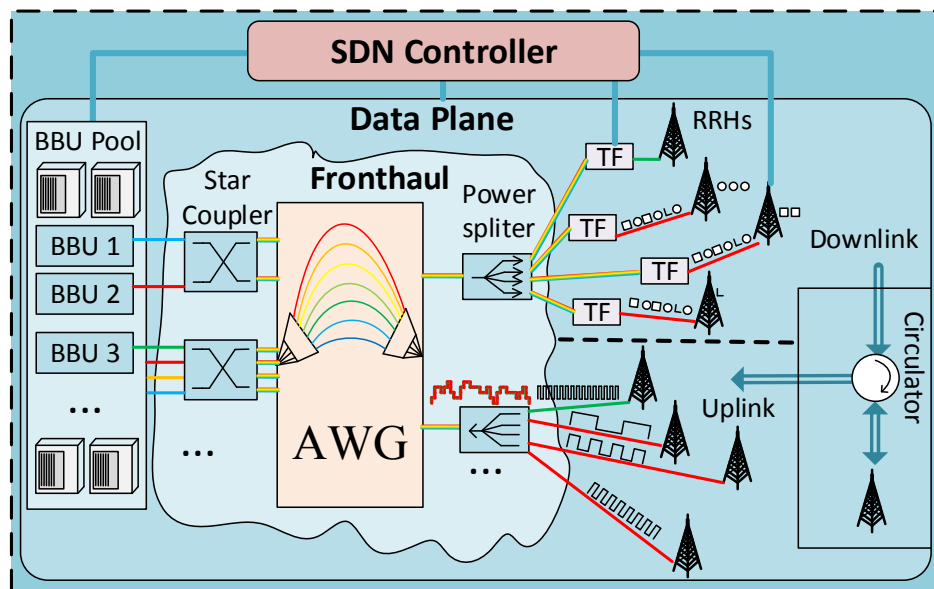 SDN Controller
Data Plane
RRHs
BBU Pool
TF
Star
Coupler
Fronthaul
Power
spliter
BBU 1
TF
Downlink
BBU 2
TF
TF
L
BBU 3
Circulator
Uplink
...
AWG
...
...